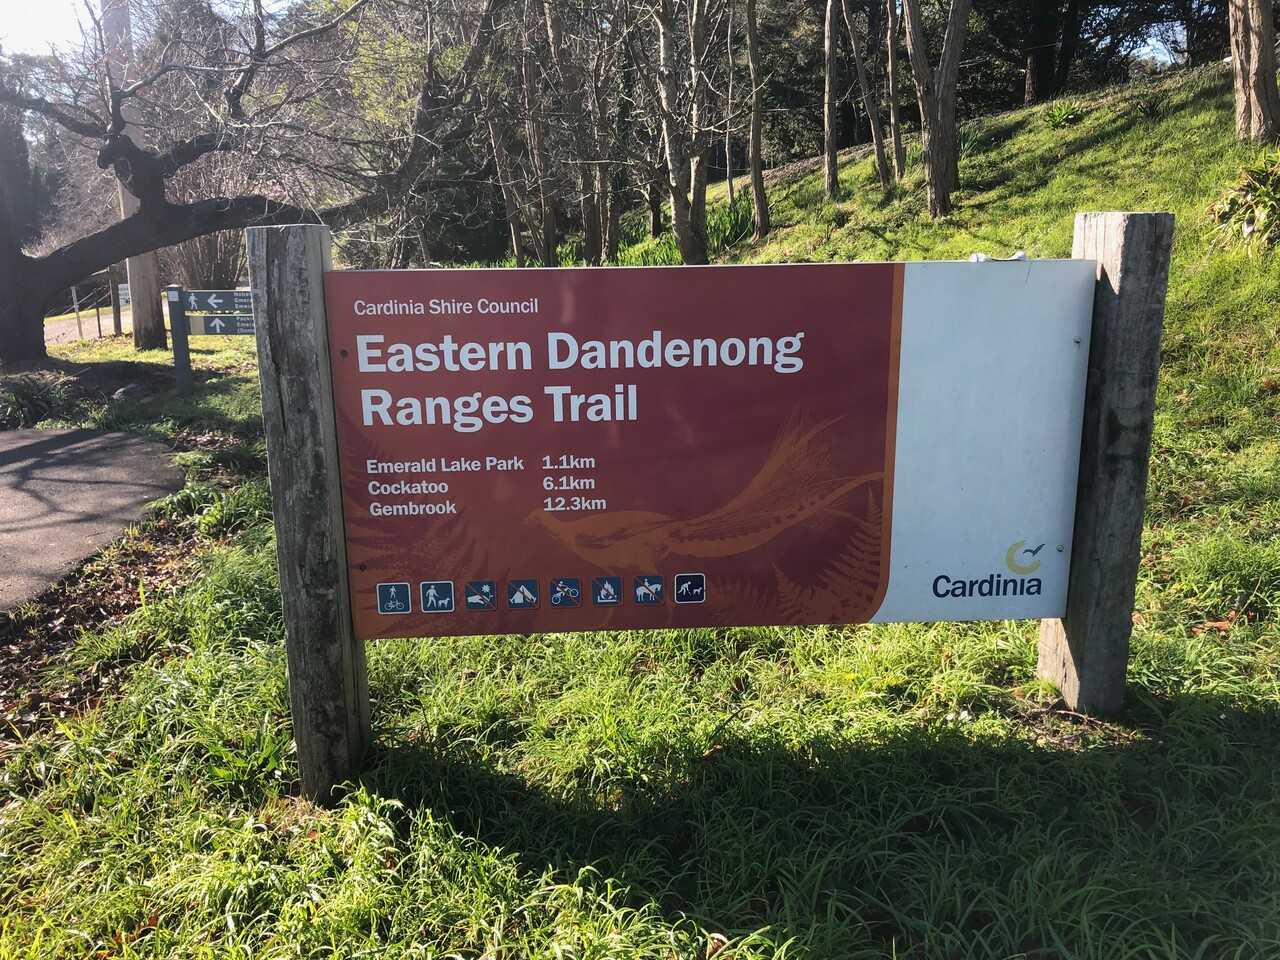 Cardinia Shire Council
Eastern Dandenong
Ranges Trail
Emerald Lake Park 1.1km
Cockatoo 6.1km
Gembrook 12.3km
Cardinia